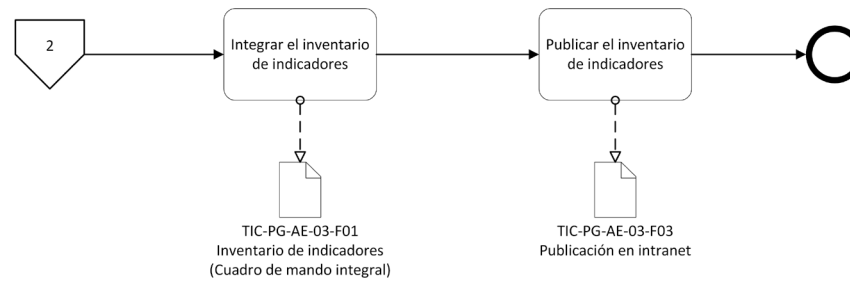 2
Integrar el inventario
de indicadores
Publicar el inventario
de indicadores
TIC-PG-AE-03-F01
Inventario de indicadores
(Cuadro de mando integral)
TIC-PG-AE-03-F03
Publicación en intranet